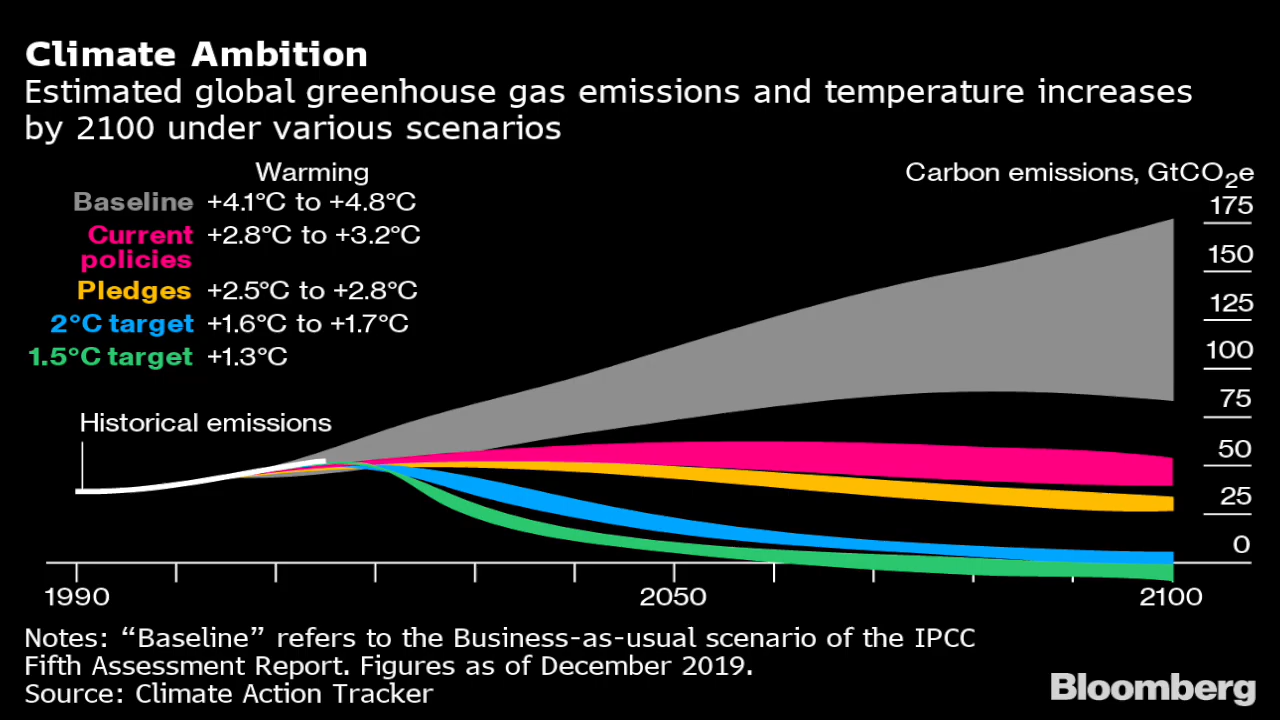 Climate Ambition
Estimated global greenhouse gas emissions and temperature increases
by 2100 under various scenarios
Warming
Baseline +4.1°C to +4.8°C
Current
policies +2.8°C to +3.2°C
Pledges +2.5°C to +2.8°C
2°C target +1.6°C to +1.7°C
1.5°C target +1.3°C
Historical emissions
Carbon emissions, GtCO₂e
175
150
125
100
75
50
25
0
1990 2050 2100
Notes: “Baseline” refers to the Business-as-usual scenario of the IPCC
Fifth Assessment Report. Figures as of December 2019.
Source: Climate Action Tracker
Bloomberg